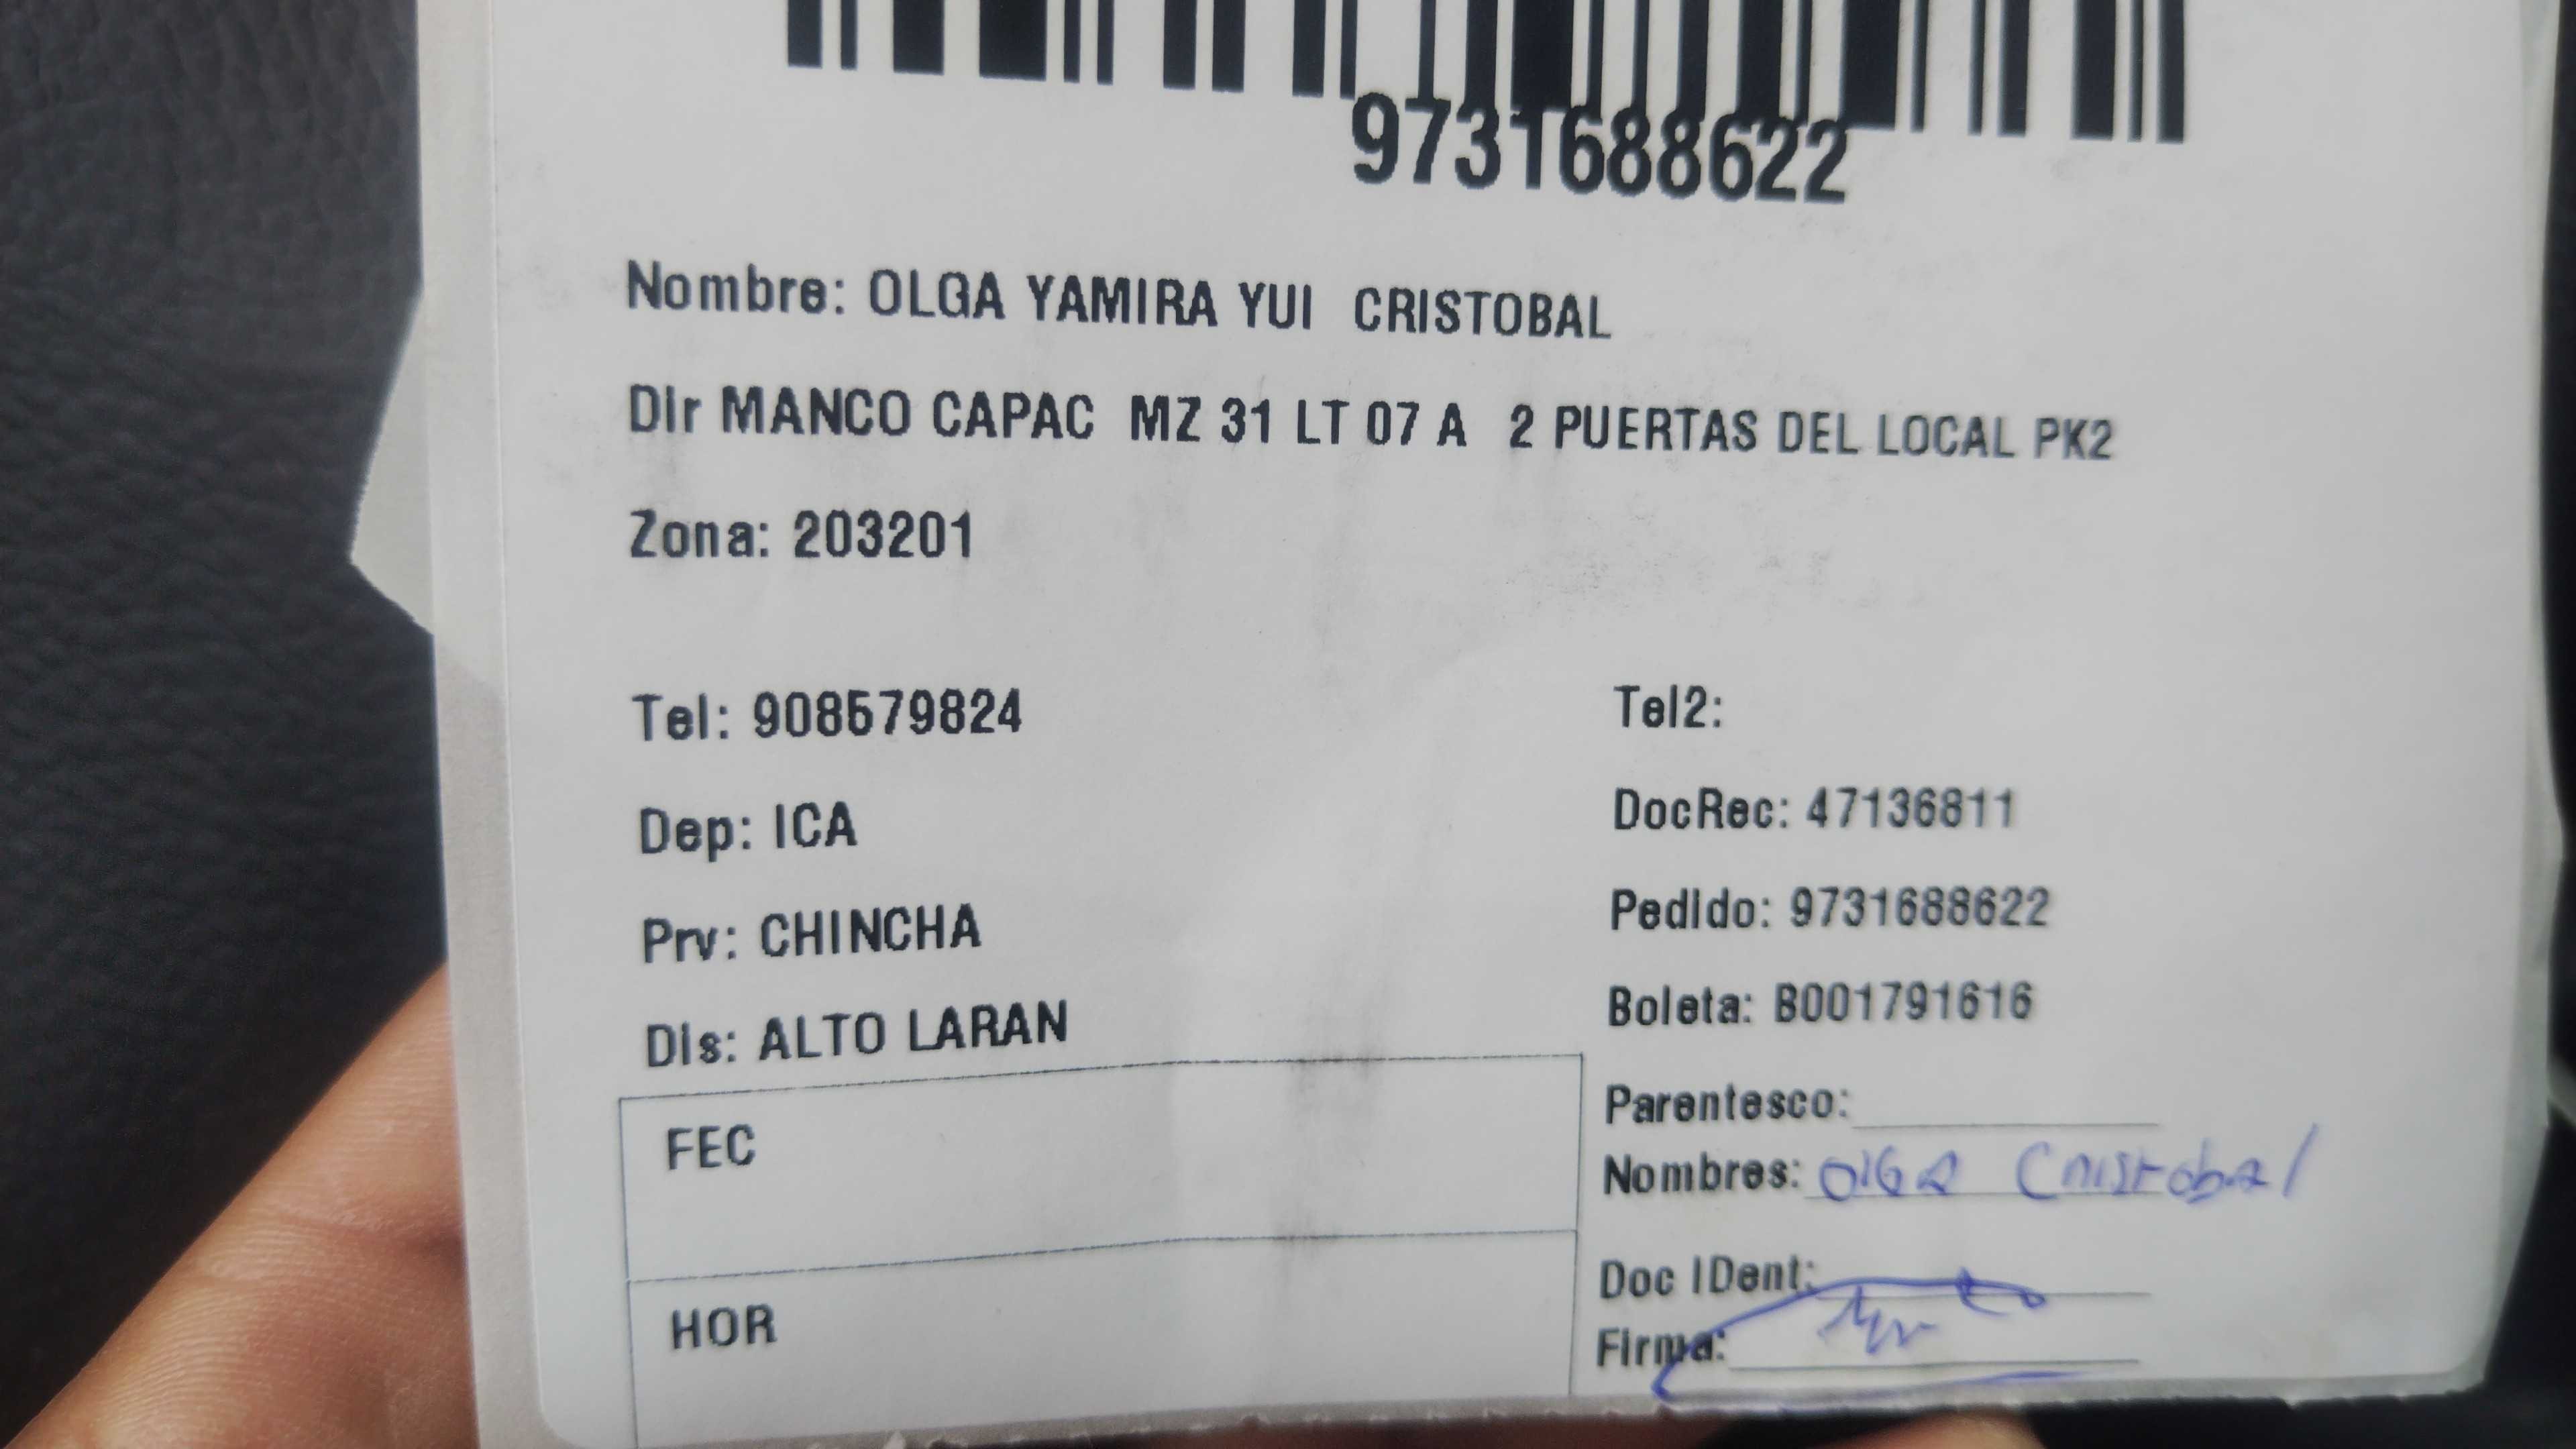 9731688622
Nombre: OLGA YAMIRA YUI CRISTOBAL
Dir MANCO CAPAC MZ 31 LT 07 A 2 PUERTAS DEL LOCAL PK2
Zona: 203201
Tel: 908579824
Tel2:
Dep: ICA
DocRec: 47136811
Prv: CHINCHA
Pedido: 9731688622
Dis: ALTO LARAN
Boleta: B001791616
FEC
Parentesco:
Nombres: Olga Cristobal
HOR
Doc IDent:
Firma: